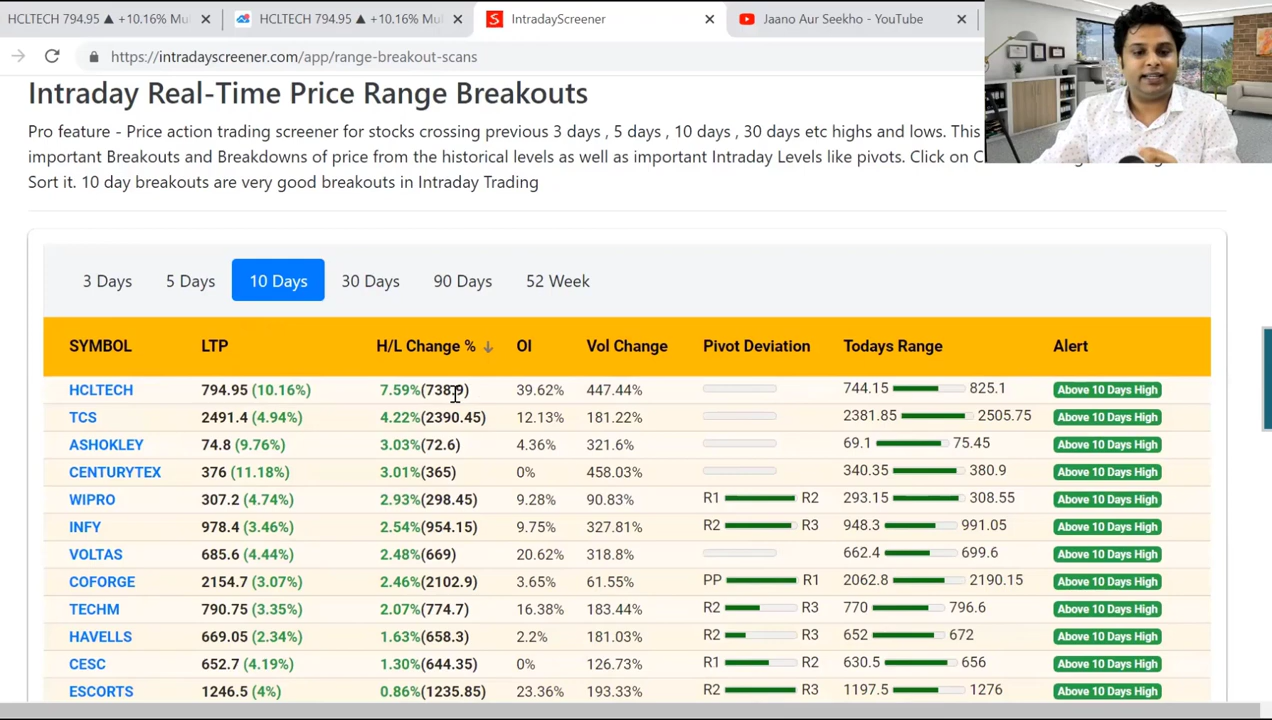 HCLTECH 794.95 ▲ +10.16% Mu
HCLTECH 794.95 ▲ +10.16% Mul
IntradayScreener
Jaano Aur Seekho - YouTube
https://intradayscreener.com/app/range-breakout-scans
Intraday Real-Time Price Range Breakouts
Pro feature - Price action trading screener for stocks crossing previous 3 days , 5 days , 10 days , 30 days etc highs and lows. This
important Breakouts and Breakdowns of price from the historical levels as well as important Intraday Levels like pivots. Click on C
Sort it. 10 day breakouts are very good breakouts in Intraday Trading
3 Days 5 Days 10 Days 30 Days 90 Days 52 Week
SYMBOL LTP H/L Change % ↓ OI Vol Change Pivot Deviation Todays Range Alert
HCLTECH 794.95 (10.16%) 7.59%(738.9) 39.62% 447.44% 744.15 825.1 Above 10 Days High
TCS 2491.4 (4.94%) 4.22%(2390.45) 12.13% 181.22% 2381.85 2505.75 Above 10 Days High
ASHOKLEY 74.8 (9.76%) 3.03%(72.6) 4.36% 321.6% 69.1 75.45 Above 10 Days High
CENTURYTEX 376 (11.18%) 3.01%(365) 0% 458.03% 340.35 380.9 Above 10 Days High
WIPRO 307.2 (4.74%) 2.93%(298.45) 9.28% 90.83% R1 R2 293.15 308.55 Above 10 Days High
INFY 978.4 (3.46%) 2.54%(954.15) 9.75% 327.81% R2 R3 948.3 991.05 Above 10 Days High
VOLTAS 685.6 (4.44%) 2.48%(669) 20.62% 318.8% 662.4 699.6 Above 10 Days High
COFORGE 2154.7 (3.07%) 2.46%(2102.9) 3.65% 61.55% PP R1 2062.8 2190.15 Above 10 Days High
TECHM 790.75 (3.35%) 2.07%(774.7) 16.38% 183.44% R2 R3 770 796.6 Above 10 Days High
HAVELLS 669.05 (2.34%) 1.63%(658.3) 2.2% 181.03% R2 R3 652 672 Above 10 Days High
CESC 652.7 (4.19%) 1.30%(644.35) 0% 126.73% R1 R2 630.5 656 Above 10 Days High
ESCORTS 1246.5 (4%) 0.86%(1235.85) 23.36% 193.33% R2 R3 1197.5 1276 Above 10 Days High